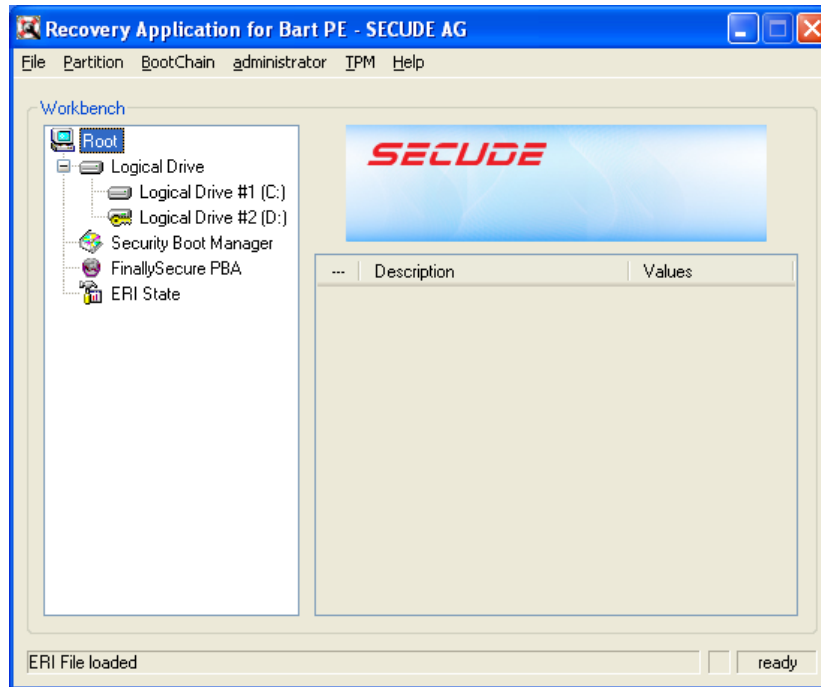 Recovery Application for Bart PE - SECUDE AG
File Partition BootChain administrator TPM Help
Workbench
Root
Logical Drive
Logical Drive #1 (C:)
Logical Drive #2 (D:)
Security Boot Manager
FinallySecure PBA
ERI State
SECUDE
--- Description Values
ERI File loaded
ready